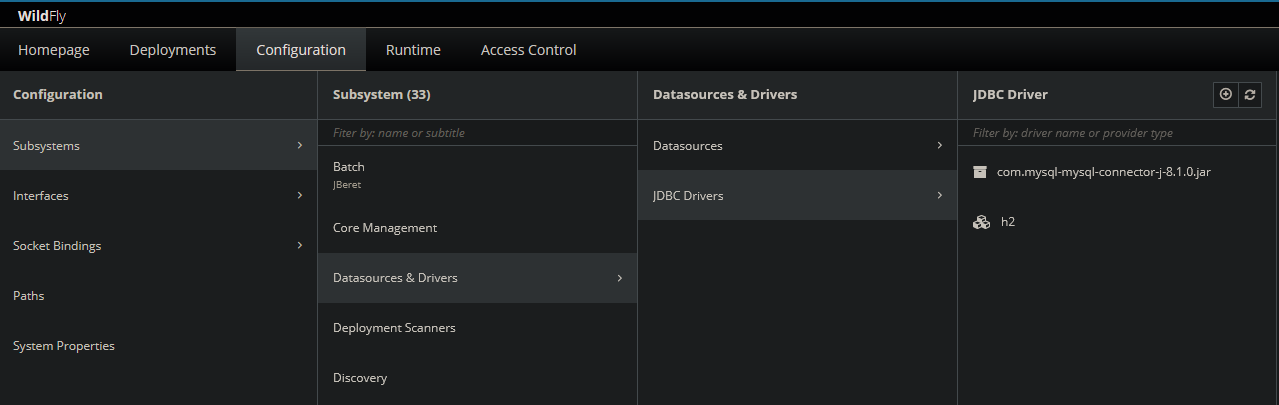 WildFly
Homepage Deployments Configuration Runtime Access Control
Configuration
Subsystems
Interfaces
Socket Bindings
Paths
System Properties
Subsystem (33)
Fiter by: name or subtitle
Batch
JBeret
Core Management
Datasources & Drivers
Deployment Scanners
Discovery
Datasources & Drivers
Datasources
JDBC Drivers
JDBC Driver
Filter by: driver name or provider type
com.mysql-mysql-connector-j-8.1.0.jar
h2